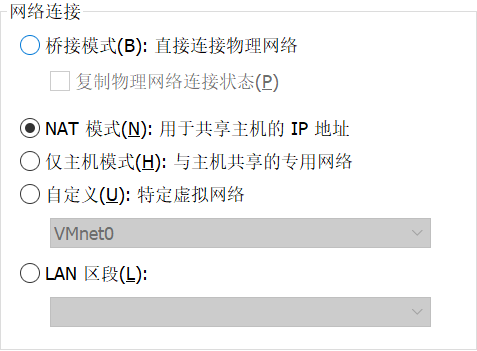 网络连接
桥接模式(B): 直接连接物理网络
复制物理网络连接状态(P)
NAT 模式(N): 用于共享主机的 IP 地址
仅主机模式(H): 与主机共享的专用网络
自定义(U): 特定虚拟网络
VMnet0
LAN 区段(L):